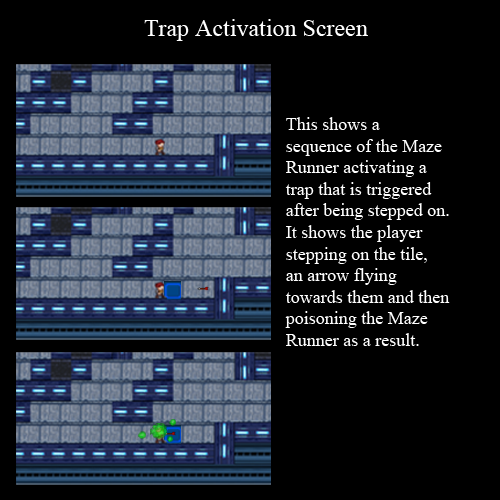 Trap Activation Screen
This shows a
sequence of the Maze
Runner activating a
trap that is triggered
after being stepped on.
It shows the player
stepping on the tile,
an arrow flying
towards them and then
poisoning the Maze
Runner as a result.